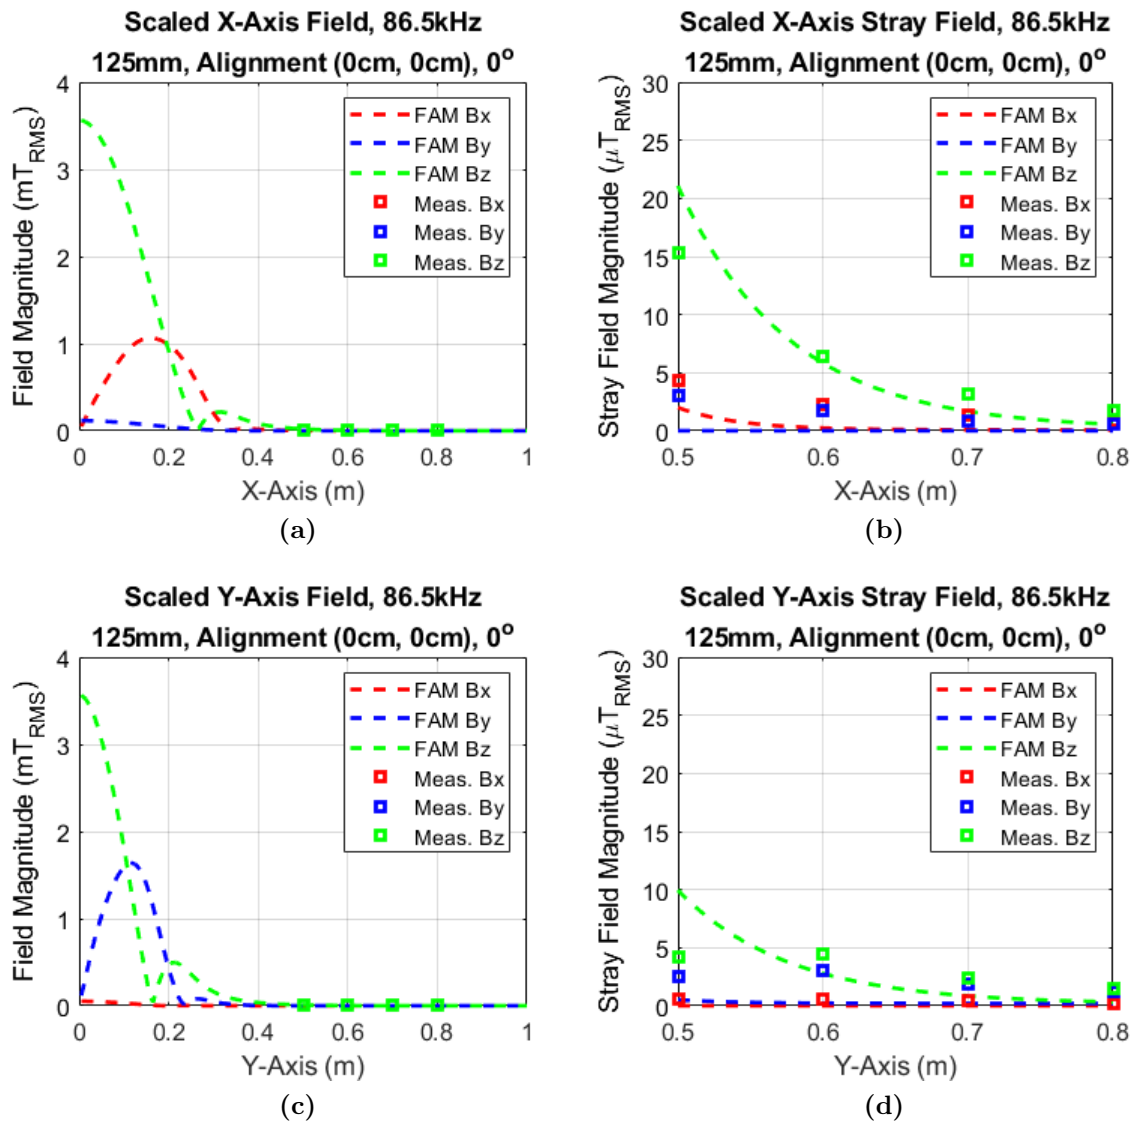 Scaled X-Axis Field, 86.5kHz
125mm, Alignment (0cm, 0cm), 0°
Field Magnitude (mT_RMS)
4
3
2
1
0
FAM Bx
FAM By
FAM Bz
Meas. Bx
Meas. By
Meas. Bz
0 0.2 0.4 0.6 0.8 1
X-Axis (m)
(a)
Scaled X-Axis Stray Field, 86.5kHz
125mm, Alignment (0cm, 0cm), 0°
Stray Field Magnitude (μT_RMS)
30
25
20
15
10
5
0
FAM Bx
FAM By
FAM Bz
Meas. Bx
Meas. By
Meas. Bz
0.5 0.6 0.7 0.8
X-Axis (m)
(b)
Scaled Y-Axis Field, 86.5kHz
125mm, Alignment (0cm, 0cm), 0°
Field Magnitude (mT_RMS)
4
3
2
1
0
FAM Bx
FAM By
FAM Bz
Meas. Bx
Meas. By
Meas. Bz
0 0.2 0.4 0.6 0.8 1
Y-Axis (m)
(c)
Scaled Y-Axis Stray Field, 86.5kHz
125mm, Alignment (0cm, 0cm), 0°
Stray Field Magnitude (μT_RMS)
30
25
20
15
10
5
0
FAM Bx
FAM By
FAM Bz
Meas. Bx
Meas. By
Meas. Bz
0.5 0.6 0.7 0.8
Y-Axis (m)
(d)